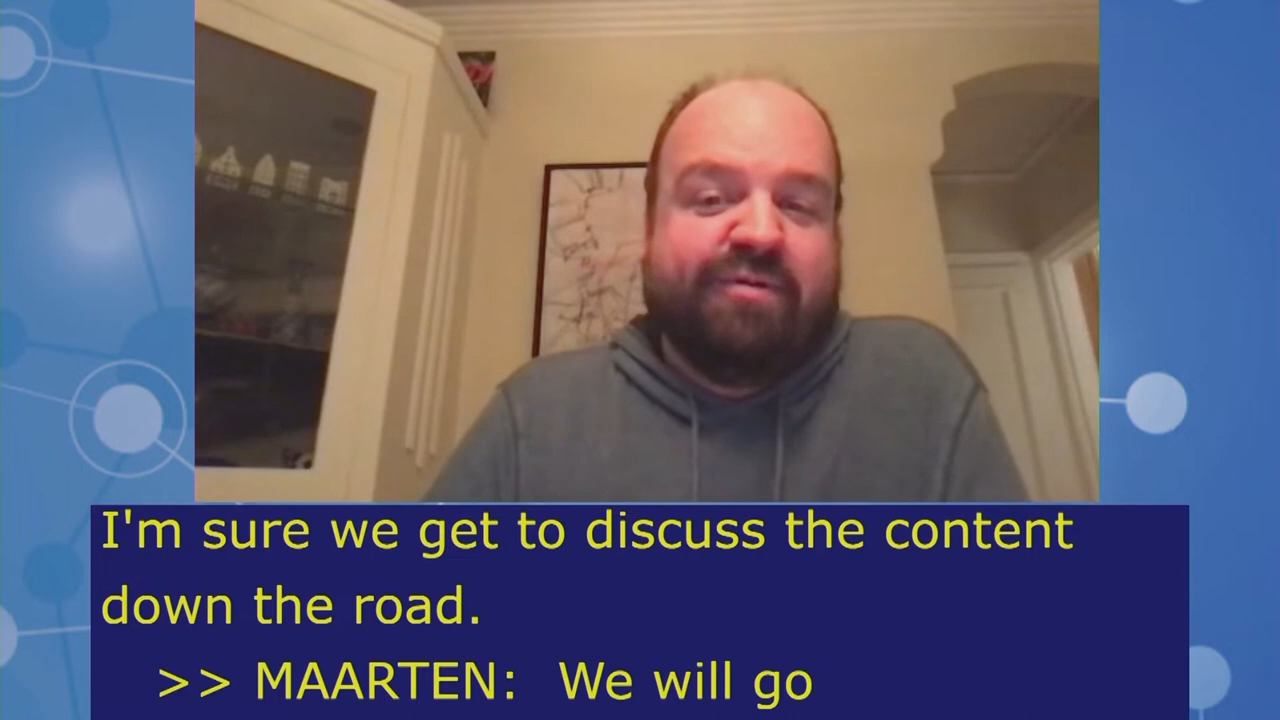 I'm sure we get to discuss the content
down the road.
>> MAARTEN: We will go